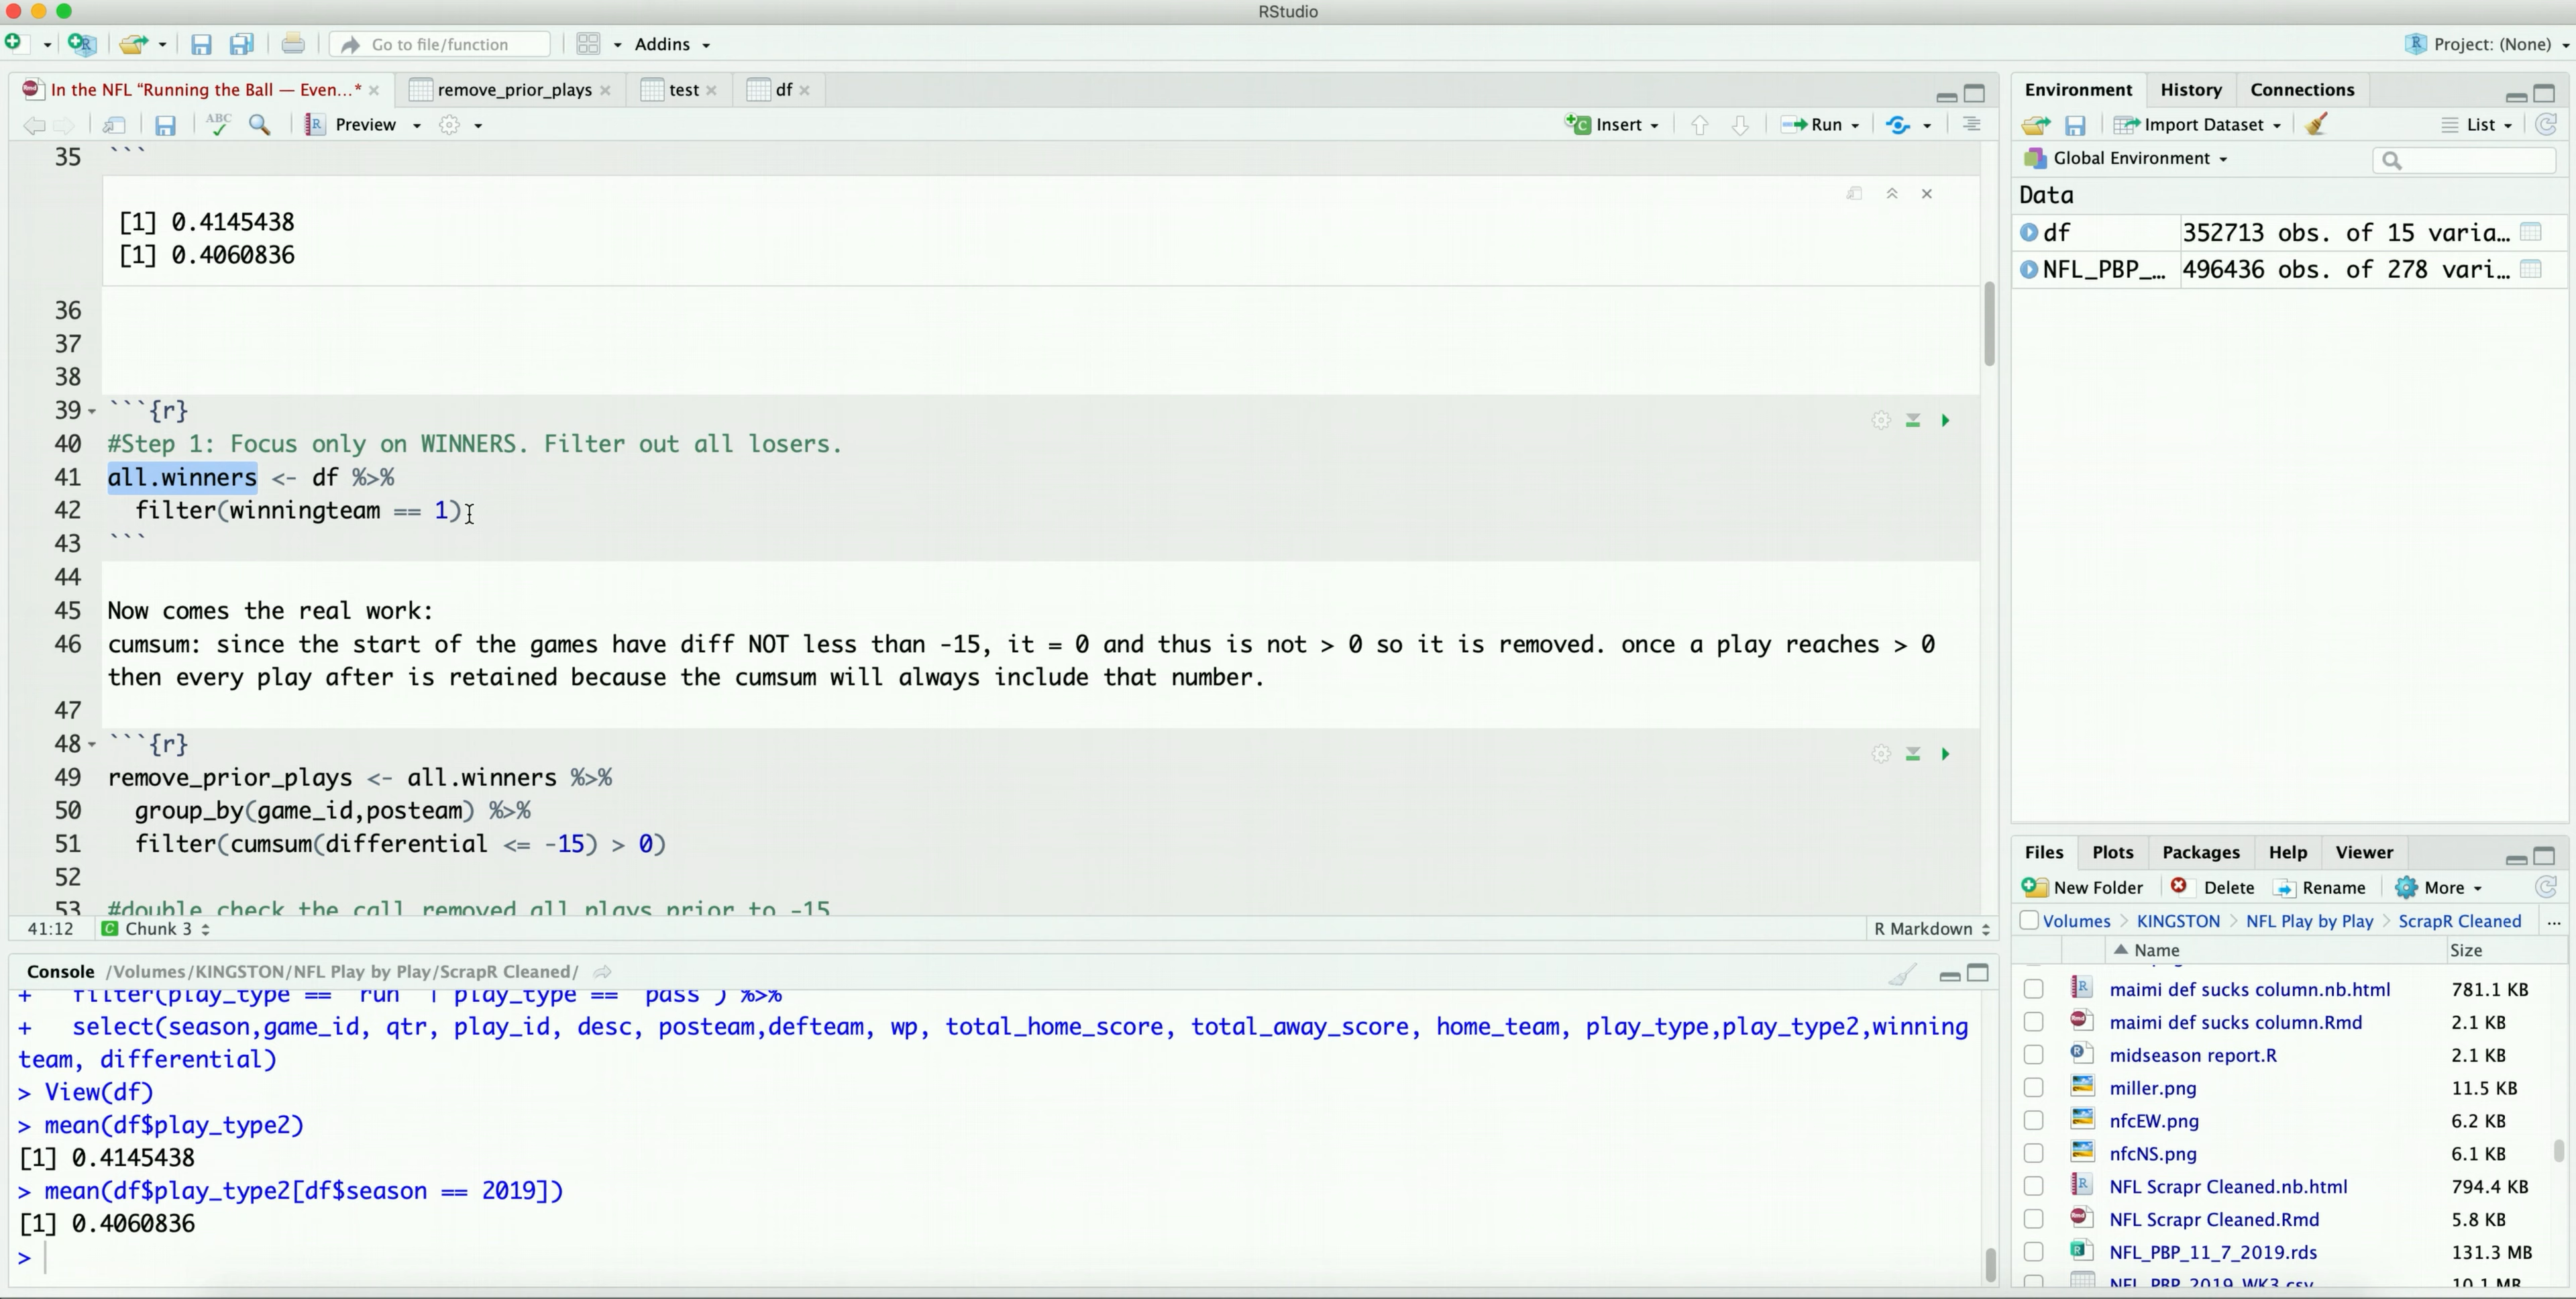 RStudio
Go to file/function
Addins
Project: (None)
In the NFL “Running the Ball — Even...*
remove_prior_plays
test
df
ABC
Preview
Insert
Run
35 ```
[1] 0.4145438
[1] 0.4060836
36
37
38
39 ```{r}
40 #Step 1: Focus only on WINNERS. Filter out all losers.
41 all.winners <- df %>%
42 filter(winningteam == 1)
43 ```
44
45 Now comes the real work:
46 cumsum: since the start of the games have diff NOT less than -15, it = 0 and thus is not > 0 so it is removed. once a play reaches > 0
then every play after is retained because the cumsum will always include that number.
47
48 ```{r}
49 remove_prior_plays <- all.winners %>%
50 group_by(game_id,posteam) %>%
51 filter(cumsum(differential <= -15) > 0)
52
53 #double check the call removed all plays prior to -15
41:12
Chunk 3
R Markdown
Console /Volumes/KINGSTON/NFL Play by Play/ScrapR Cleaned/
+ filter(play_type == "run" | play_type == "pass") %>%
+ select(season,game_id, qtr, play_id, desc, posteam,defteam, wp, total_home_score, total_away_score, home_team, play_type,play_type2,winning
team, differential)
> View(df)
> mean(df$play_type2)
[1] 0.4145438
> mean(df$play_type2[df$season == 2019])
[1] 0.4060836
>
Environment
History
Connections
Import Dataset
List
Global Environment
Data
df 352713 obs. of 15 varia...
NFL_PBP_... 496436 obs. of 278 vari...
Files
Plots
Packages
Help
Viewer
New Folder
Delete
Rename
More
Volumes > KINGSTON > NFL Play by Play > ScrapR Cleaned ...
Name Size
maimi def sucks column.nb.html 781.1 KB
maimi def sucks column.Rmd 2.1 KB
midseason report.R 2.1 KB
miller.png 11.5 KB
nfcEW.png 6.2 KB
nfcNS.png 6.1 KB
NFL Scrapr Cleaned.nb.html 794.4 KB
NFL Scrapr Cleaned.Rmd 5.8 KB
NFL_PBP_11_7_2019.rds 131.3 MB
NFL_PBP_2019_WK3.csv 10.1 MB